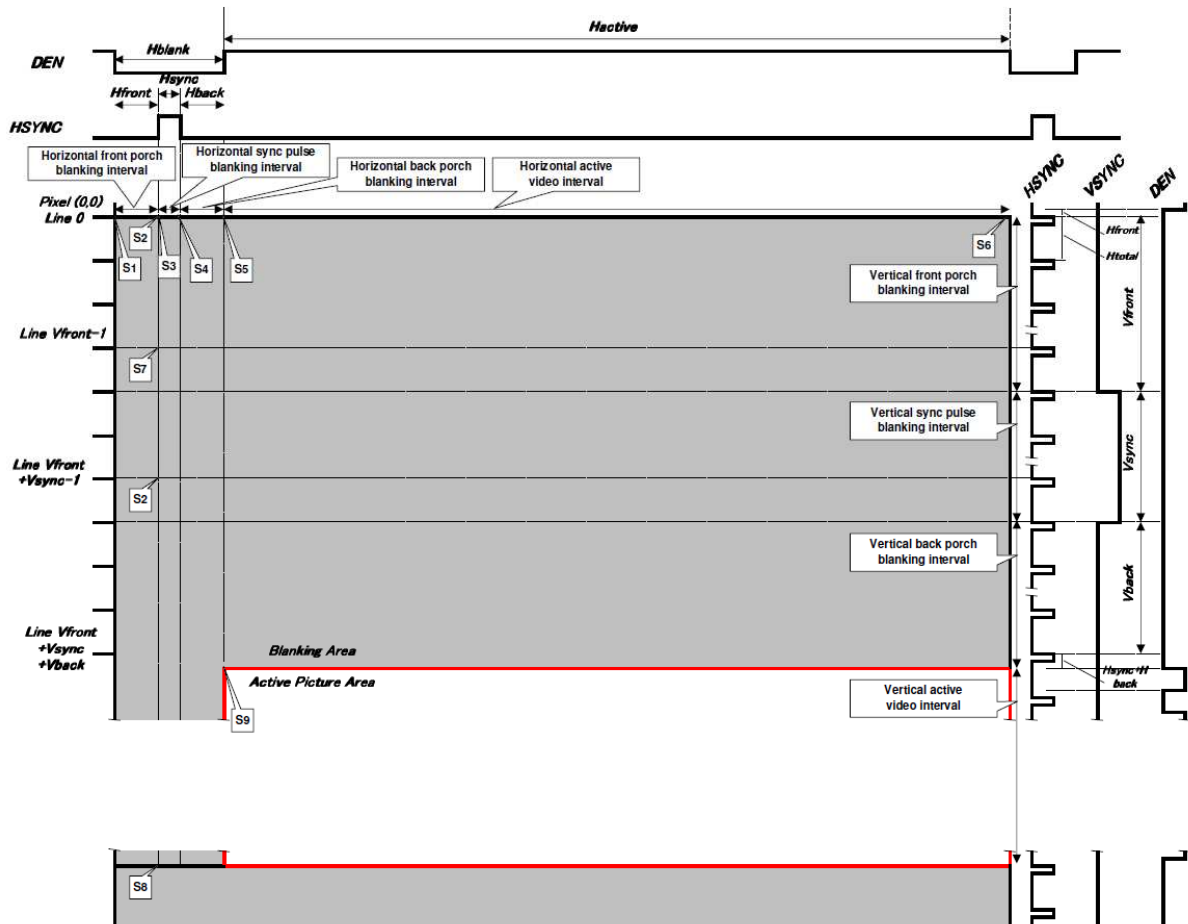 Hactive
Hblank
DEN
Hsync
Hfront
Hback
HSYNC
Horizontal front porch
blanking interval
Horizontal sync pulse
blanking interval
Horizontal back porch
blanking interval
Horizontal active
video interval
HSYNC
VSYNC
DEN
Pixel (0,0)
Line 0
S2
S1
S3
S4
S5
S6
Hfront
Htotal
Vertical front porch
blanking interval
Vfront
Line Vfront-1
S7
Vertical sync pulse
blanking interval
Vsync
Line Vfront
+Vsync-1
S2
Vertical back porch
blanking interval
Vback
Line Vfront
+Vsync
+Vback
Blanking Area
Active Picture Area
Hsync+H
back
Vertical active
video interval
S9
S8